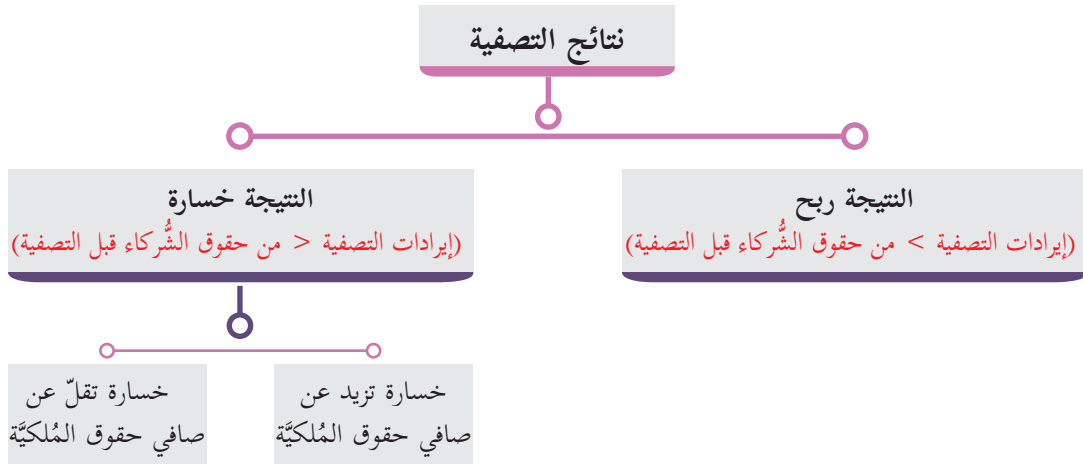 نتائج التصفية
النتيجة ربح
(إيرادات التصفية > من حقوق الشُّركاء قبل التصفية)
النتيجة خسارة
(إيرادات التصفية < من حقوق الشُّركاء قبل التصفية)
خسارة تزيد عن
صافي حقوق المُلكيَّة
خسارة تقلّ عن
صافي حقوق المُلكيَّة